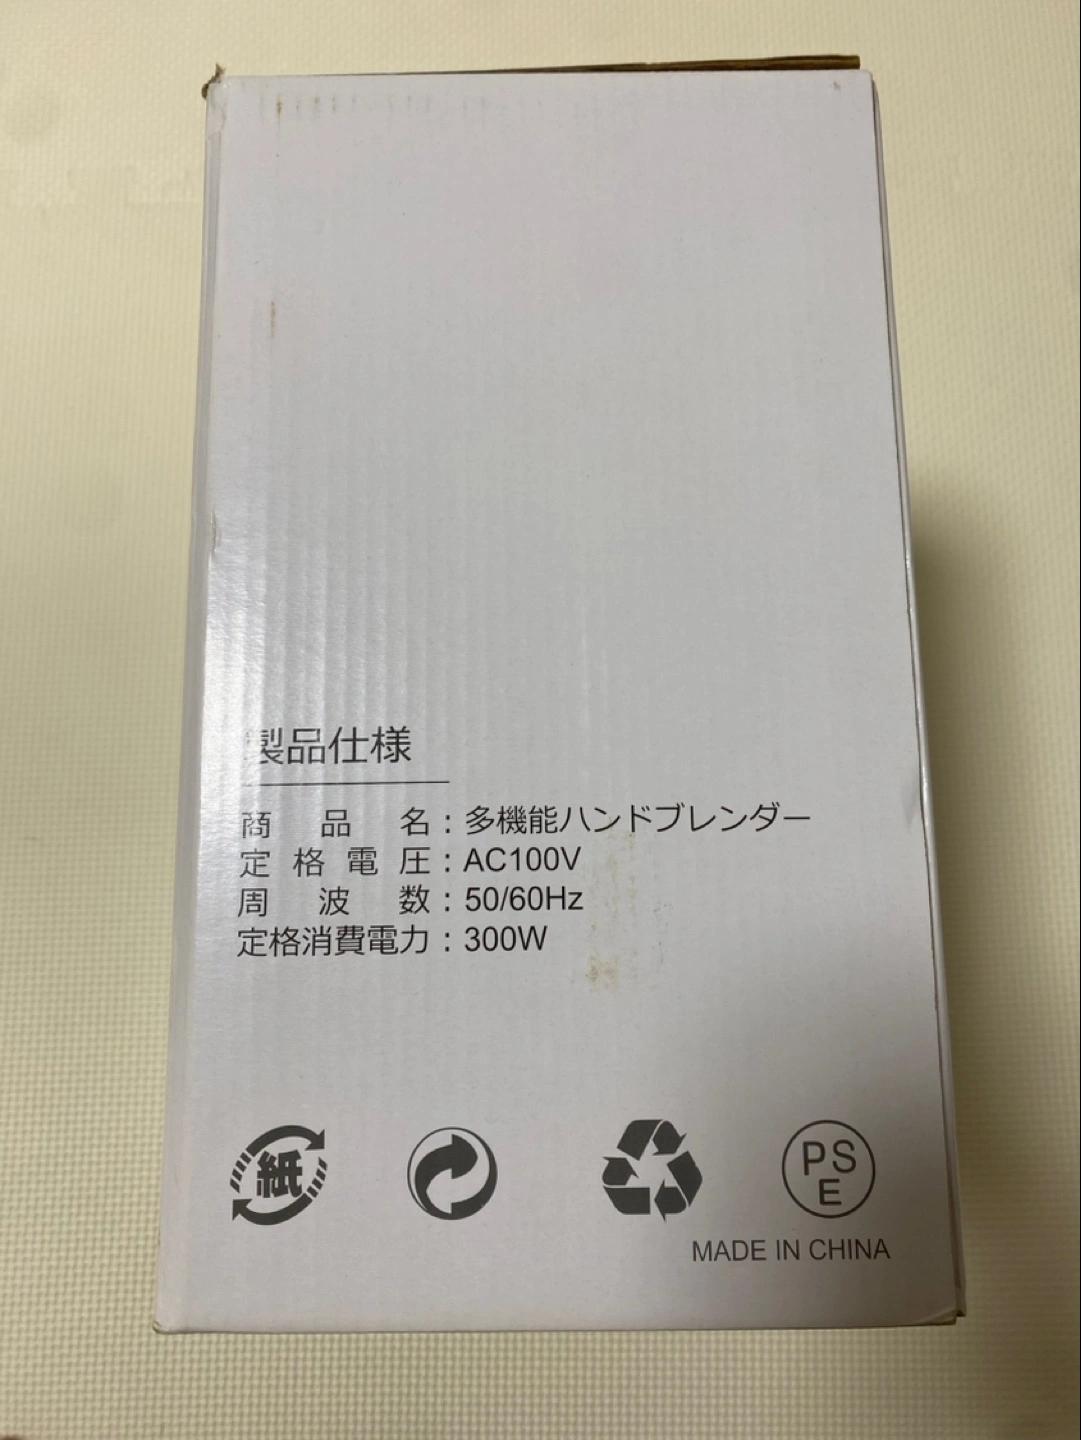 製品仕様
商品名：多機能ハンドブレンダー
定格電圧：AC100V
周波数：50/60Hz
定格消費電力：300W
紙
PS
E
MADE IN CHINA